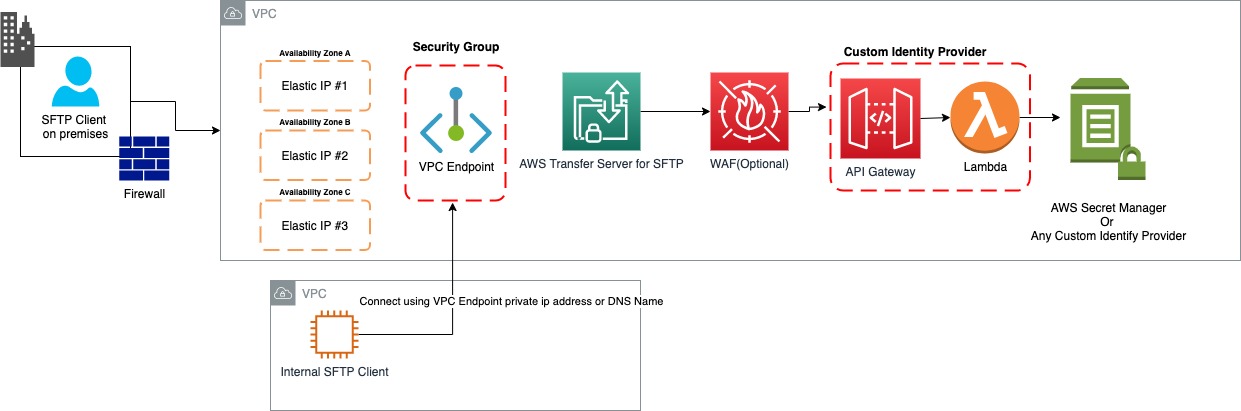 VPC
Availability Zone A
Elastic IP #1
Availability Zone B
Elastic IP #2
Availability Zone C
Elastic IP #3
SFTP Client
on premises
Firewall
Security Group
VPC Endpoint
AWS Transfer Server for SFTP
WAF(Optional)
Custom Identity Provider
API Gateway
Lambda
AWS Secret Manager
Or
Any Custom Identify Provider
VPC
Connect using VPC Endpoint private ip address or DNS Name
Internal SFTP Client